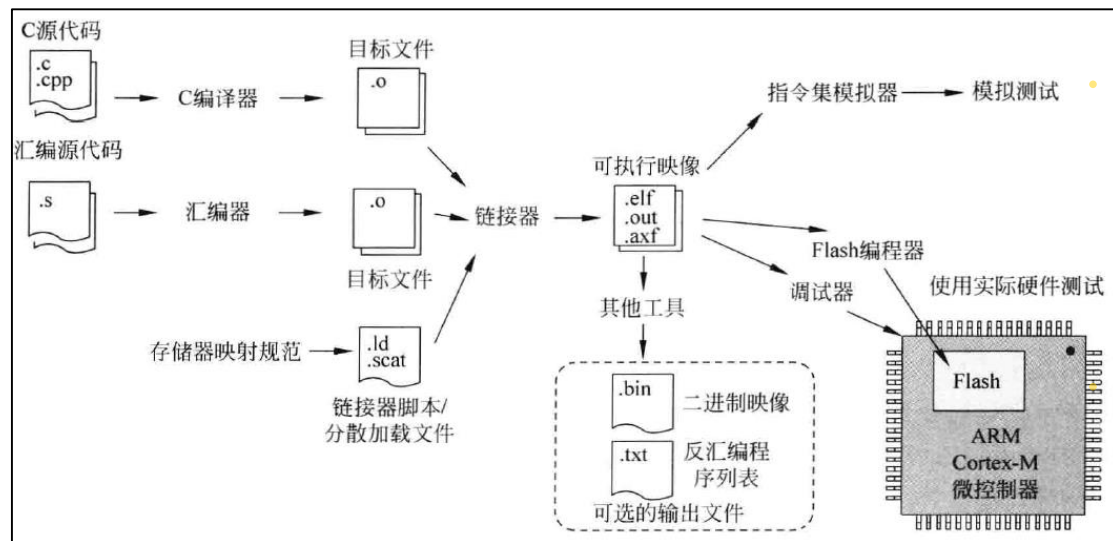 C源代码
.c
.cpp
C编译器
目标文件
.o
汇编源代码
.s
汇编器
.o
目标文件
存储器映射规范
.ld
.scat
链接器脚本/
分散加载文件
链接器
可执行映像
.elf
.out
.axf
指令集模拟器
模拟测试
Flash编程器
调试器
使用实际硬件测试
其他工具
.bin
二进制映像
.txt
反汇编程
序列表
可选的输出文件
Flash
ARM
Cortex-M
微控制器